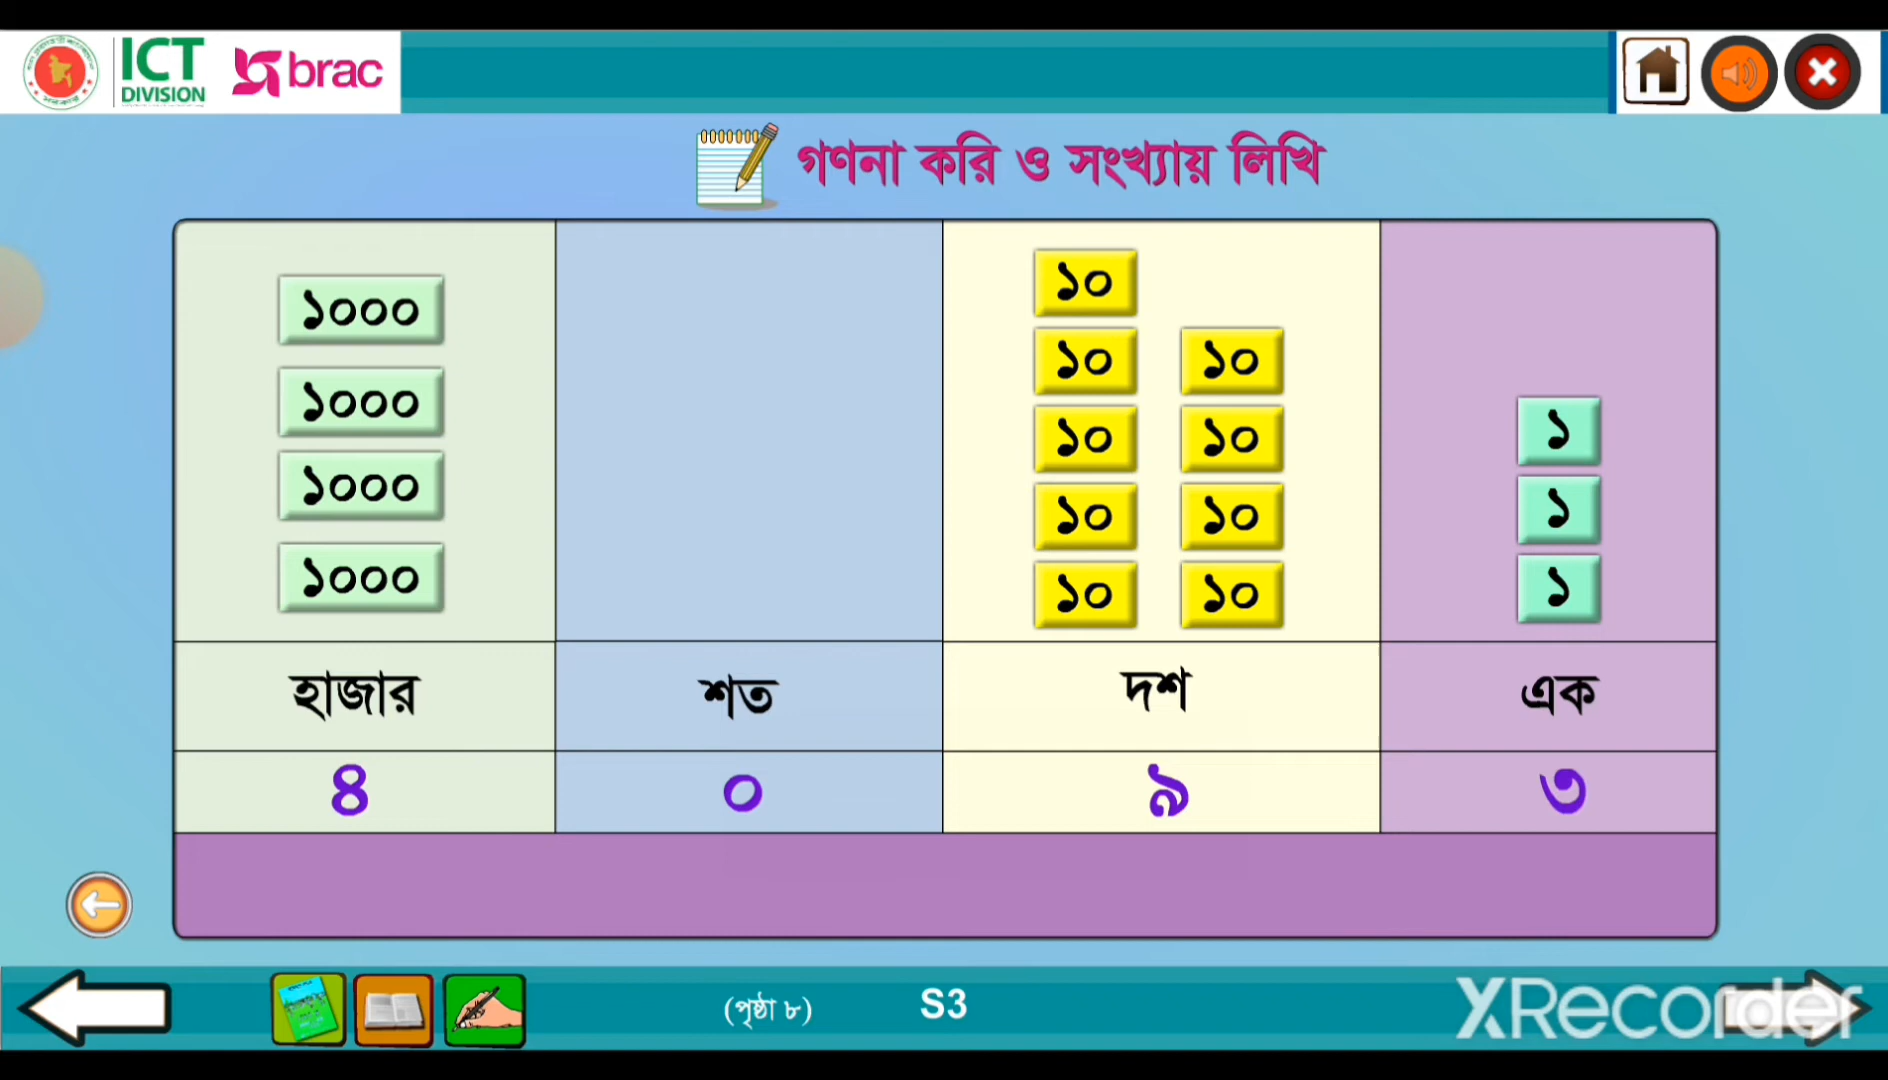 ICT DIVISION brac
গণনা করি ও সংখ্যায় লিখি
১০০০
১০০০
১০০০
১০০০
১০
১০ ১০
১০ ১০
১০ ১০
১০ ১০
১
১
১
হাজার শত দশ এক
৪ ০ ৯ ৩
(পৃষ্ঠা ৮) S3
XRecorder